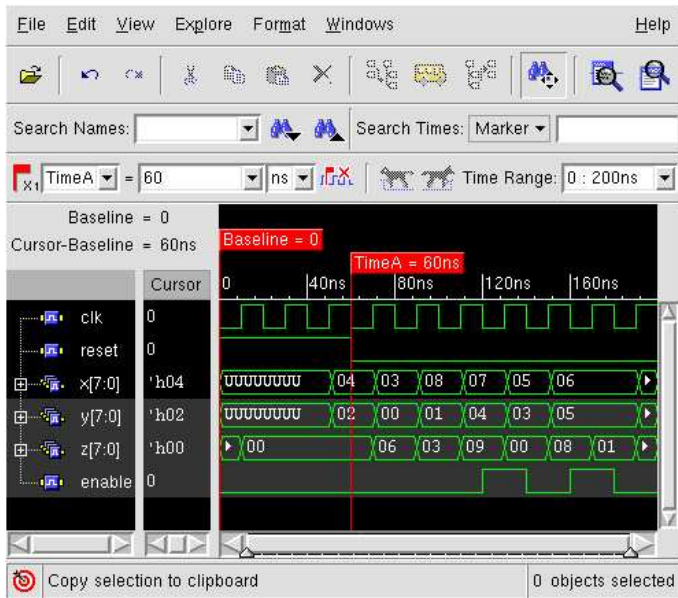 File Edit View Explore Format Windows Help
Search Names: Search Times: Marker
X1 TimeA = 60 ns Time Range: 0 : 200ns
Baseline = 0
Cursor-Baseline = 60ns
Baseline = 0
TimeA = 60ns
Cursor 0 40ns 80ns 120ns 160ns
clk 0
reset 0
x[7:0] 'h04 UUUUUUUU 04 03 08 07 05 06
y[7:0] 'h02 UUUUUUUU 02 00 01 04 03 05
z[7:0] 'h00 00 06 03 09 00 08 01
enable 0
Copy selection to clipboard 0 objects selected